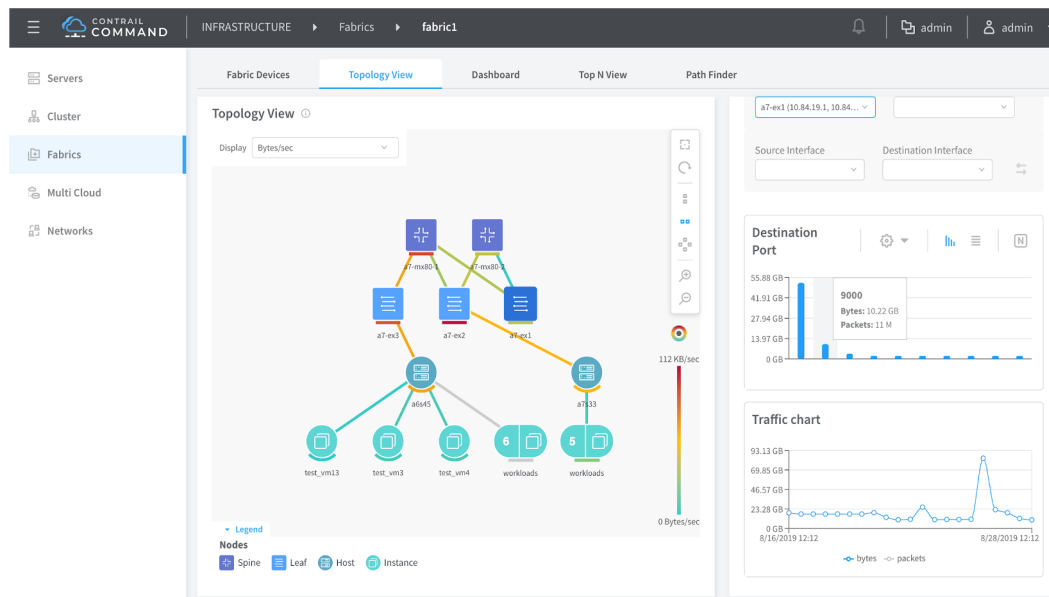 CONTRAIL
COMMAND
INFRASTRUCTURE
Fabrics
fabric1
admin
admin
Servers
Cluster
Fabrics
Multi Cloud
Networks
Fabric Devices
Topology View
Dashboard
Top N View
Path Finder
Topology View
Display
Bytes/sec
a7-mx80-1
a7-mx80-2
a7-ex3
a7-ex2
a7-ex1
a6s45
a7s33
6
5
test_vm13
test_vm3
test_vm4
workloads
workloads
112 KB/sec
0 Bytes/sec
Legend
Nodes
Spine
Leaf
Host
Instance
a7-ex1 (10.84.19.1, 10.84...
Source Interface
Destination Interface
Destination
Port
N
55.88 GB
41.91 GB
27.94 GB
13.97 GB
0 GB
9000
Bytes: 10.22 GB
Packets: 11 M
Traffic chart
93.13 GB
69.85 GB
46.57 GB
23.28 GB
0 GB
8/16/2019 12:12
8/28/2019 12:12
bytes
packets